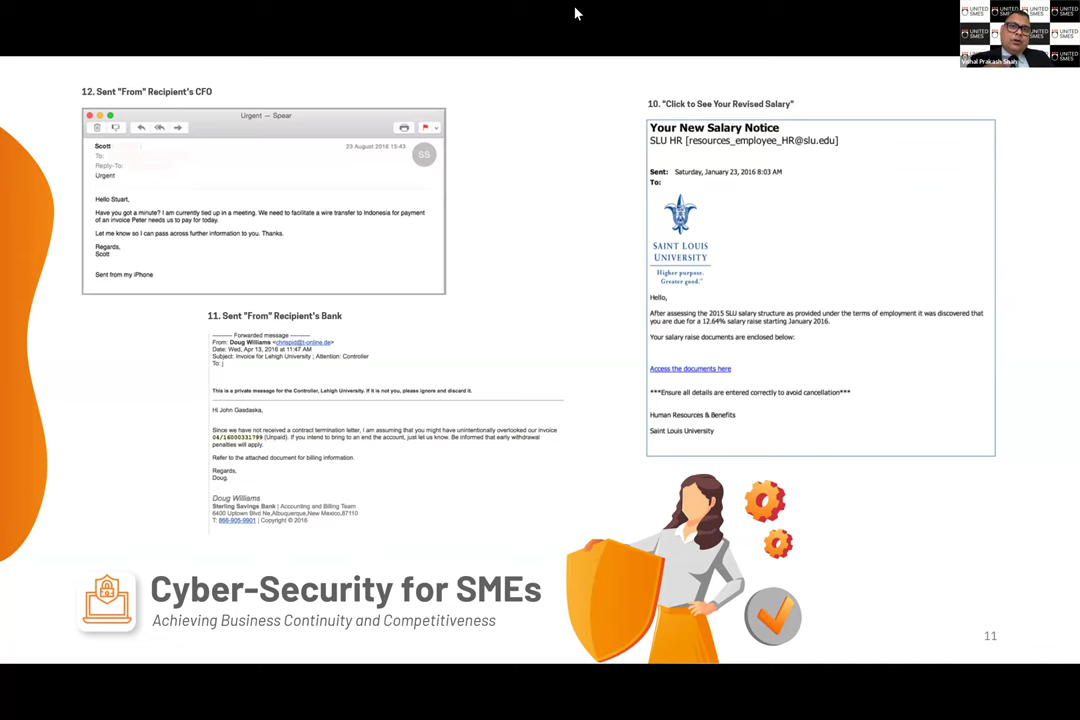 12. Sent "From" Recipient's CFO
Urgent — Spear
Scott
23 August 2016 15:43
SS
To:
Reply-To:
Urgent
Hello Stuart,
Have you got a minute? I am currently tied up in a meeting. We need to facilitate a wire transfer to Indonesia for payment
of an invoice Peter needs us to pay for today.
Let me know so I can pass across further information to you. Thanks.
Regards,
Scott
Sent from my iPhone
11. Sent "From" Recipient's Bank
---------- Forwarded message ----------
From: Doug Williams <chrispid@t-online.de>
Date: Wed, Apr 13, 2016 at 11:47 AM
Subject: Invoice for Lehigh University ; Attention: Controller
To: j
This is a private message for the Controller, Lehigh University. If it is not you, please ignore and discard it.
Hi John Gasdaska,
Since we have not received a contract termination letter, I am assuming that you might have unintentionally overlooked our invoice
04/16000331799 (Unpaid). If you intend to bring to an end the account, just let us know. Be informed that early withdrawal
penalties will apply.
Refer to the attached document for billing information.
Regards,
Doug.
Doug Williams
Sterling Savings Bank | Accounting and Billing Team
6400 Uptown Blvd Ne,Albuquerque,New Mexico,87110
T: 866-905-9901 | Copyright © 2016
10. "Click to See Your Revised Salary"
Your New Salary Notice
SLU HR [resources_employee_HR@slu.edu]
Sent: Saturday, January 23, 2016 8:03 AM
To:
SAINT LOUIS
UNIVERSITY
Higher purpose.
Greater good.™
Hello,
After assessing the 2015 SLU salary structure as provided under the terms of employment it was discovered that
you are due for a 12.64% salary raise starting January 2016.
Your salary raise documents are enclosed below:
Access the documents here
***Ensure all details are entered correctly to avoid cancellation***
Human Resources & Benefits
Saint Louis University
Cyber-Security for SMEs
Achieving Business Continuity and Competitiveness
11
UNITED SMES
Vishal Prakash Shah